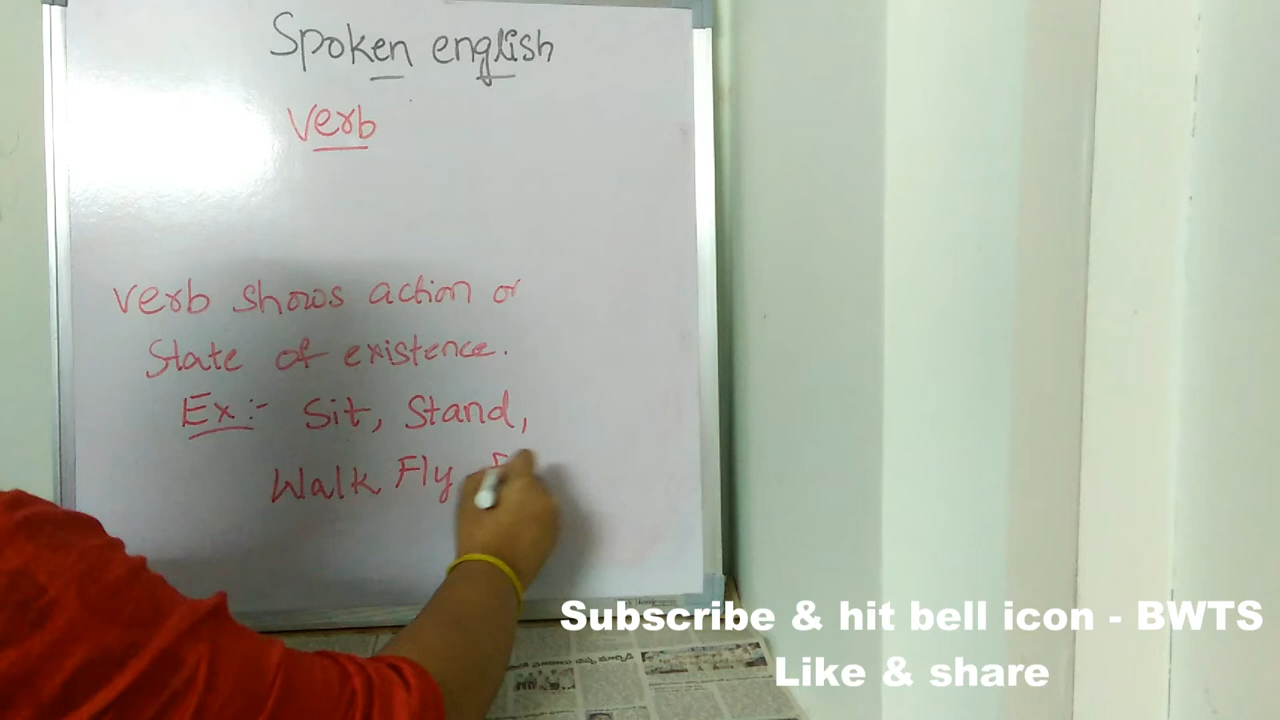 Spoken english
Verb
verb shows action or
State of existence.
Ex:- Sit, Stand,
Walk Fly
Subscribe & hit bell icon - BWTS
Like & share